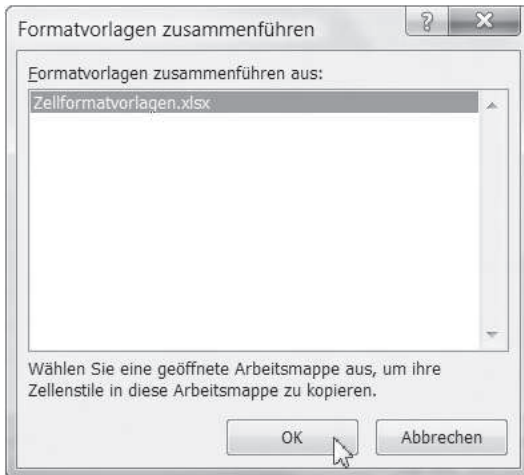 Formatvorlagen zusammenführen
?
Formatvorlagen zusammenführen aus:
Zellformatvorlagen.xlsx
Wählen Sie eine geöffnete Arbeitsmappe aus, um ihre
Zellenstile in diese Arbeitsmappe zu kopieren.
OK
Abbrechen